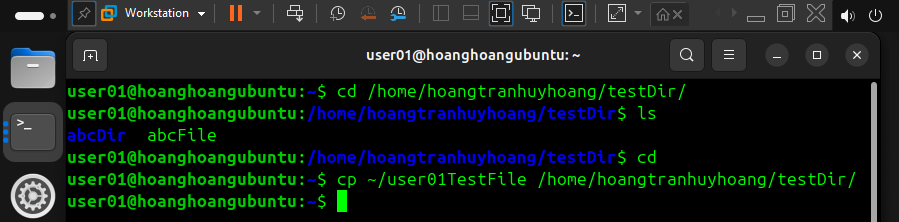 Workstation
user01@hoanghoangubuntu: ~
user01@hoanghoangubuntu:~$ cd /home/hoangtranhuyhoang/testDir/
user01@hoanghoangubuntu:/home/hoangtranhuyhoang/testDir$ ls
abcDir  abcFile
user01@hoanghoangubuntu:/home/hoangtranhuyhoang/testDir$ cd
user01@hoanghoangubuntu:~$ cp ~/user01TestFile /home/hoangtranhuyhoang/testDir/
user01@hoanghoangubuntu:~$